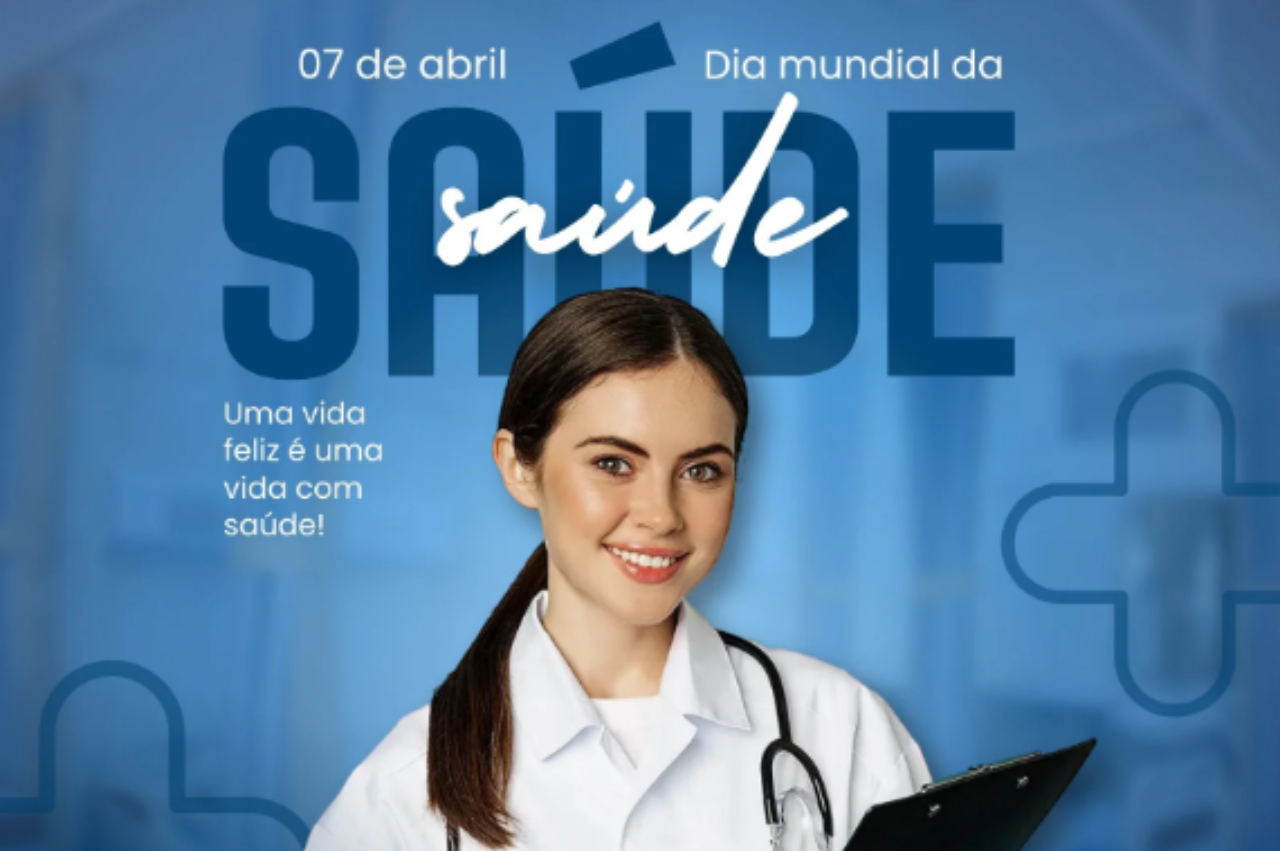 07 de abril
Dia mundial da
SAÚDE
saúde
Uma vida
feliz é uma
vida com
saúde!